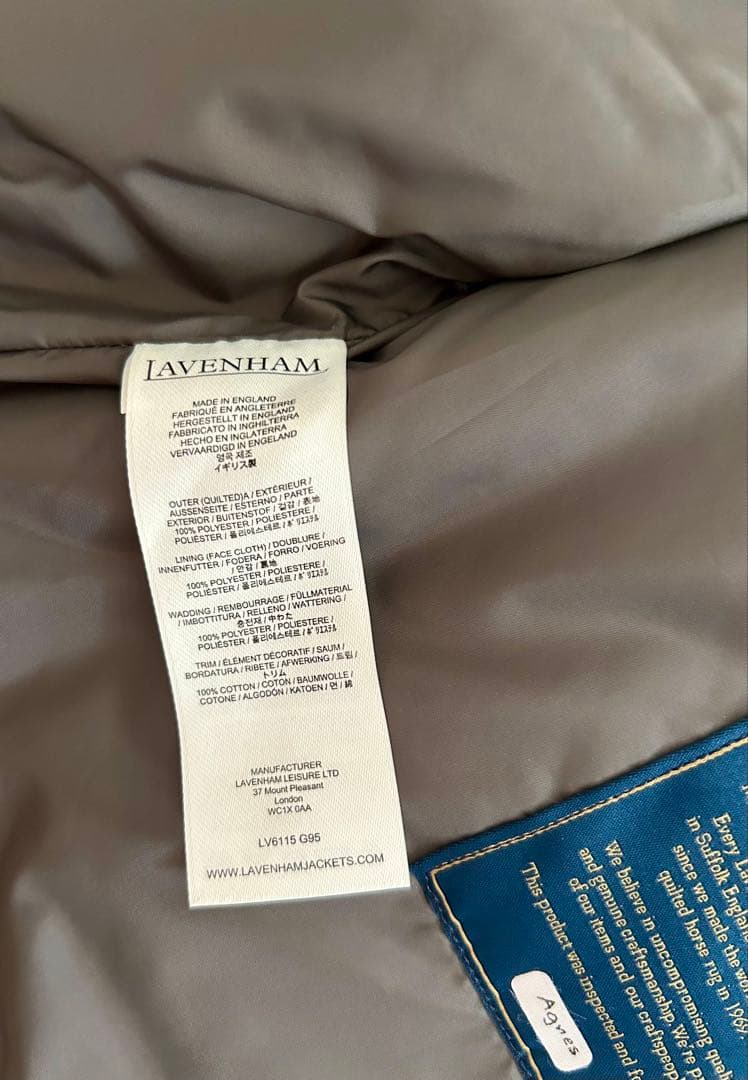 LAVENHAM
MADE IN ENGLAND
FABRIQUÉ EN ANGLETERRE
HERGESTELLT IN ENGLAND
FABBRICATO IN INGHILTERRA
HECHO EN INGLATERRA
VERVAARDIGD IN ENGELAND
영국 제조
イギリス製
OUTER (QUILTED)A / EXTÉRIEUR /
AUSSENSEITE / ESTERNO / PARTE
EXTERIOR / BUITENSTOF / 겉감 / 表地
100% POLYESTER / POLIESTERE /
POLIÉSTER / 폴리에스테르 / ﾎﾟﾘｴｽﾃﾙ
LINING (FACE CLOTH) / DOUBLURE /
INNENFUTTER / FODERA / FORRO / VOERING
/ 안감 / 裏地
100% POLYESTER / POLIESTERE /
POLIÉSTER / 폴리에스테르 / ﾎﾟﾘｴｽﾃﾙ
WADDING / REMBOURRAGE / FÜLLMATERIAL
/ IMBOTTITURA / RELLENO / WATTERING /
충전재 / 中わた
100% POLYESTER / POLIESTERE /
POLIÉSTER / 폴리에스테르 / ﾎﾟﾘｴｽﾃﾙ
TRIM / ÉLÉMENT DÉCORATIF / SAUM /
BORDATURA / RIBETE / AFWERKING / 트림 /
トリム
100% COTTON / COTON / BAUMWOLLE /
COTONE / ALGODÓN / KATOEN / 면 / 綿
MANUFACTURER
LAVENHAM LEISURE LTD
37 Mount Pleasant
London
WC1X 0AA
LV6115 G95
WWW.LAVENHAMJACKETS.COM
Every
in Suffolk England
since we made the
quilted horse rug in 1969.
We believe in uncompromising
and genuine craftsmanship. We're
of our items and our craftspeop
This product was inspected and
Agnes